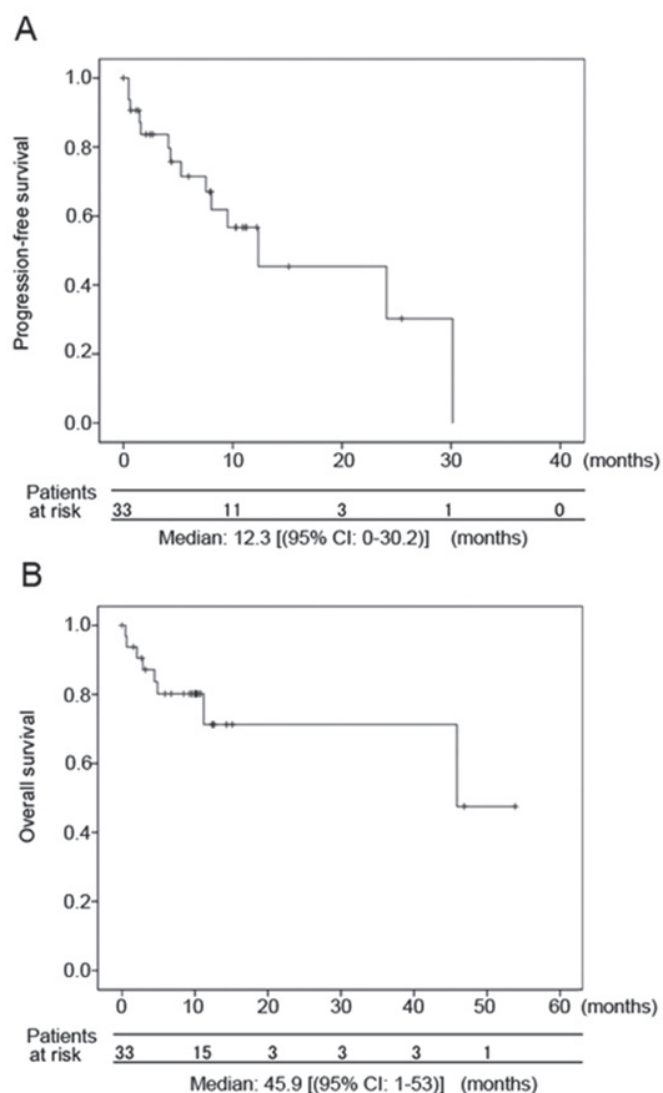 A
Progression-free survival
1.0
0.8
0.6
0.4
0.2
0.0
0 10 20 30 40 (months)
Patients
at risk
33 11 3 1 0
Median: 12.3 [(95% CI: 0-30.2)] (months)
B
Overall survival
1.0
0.8
0.6
0.4
0.2
0.0
0 10 20 30 40 50 60 (months)
Patients
at risk
33 15 3 3 3 1
Median: 45.9 [(95% CI: 1-53)] (months)